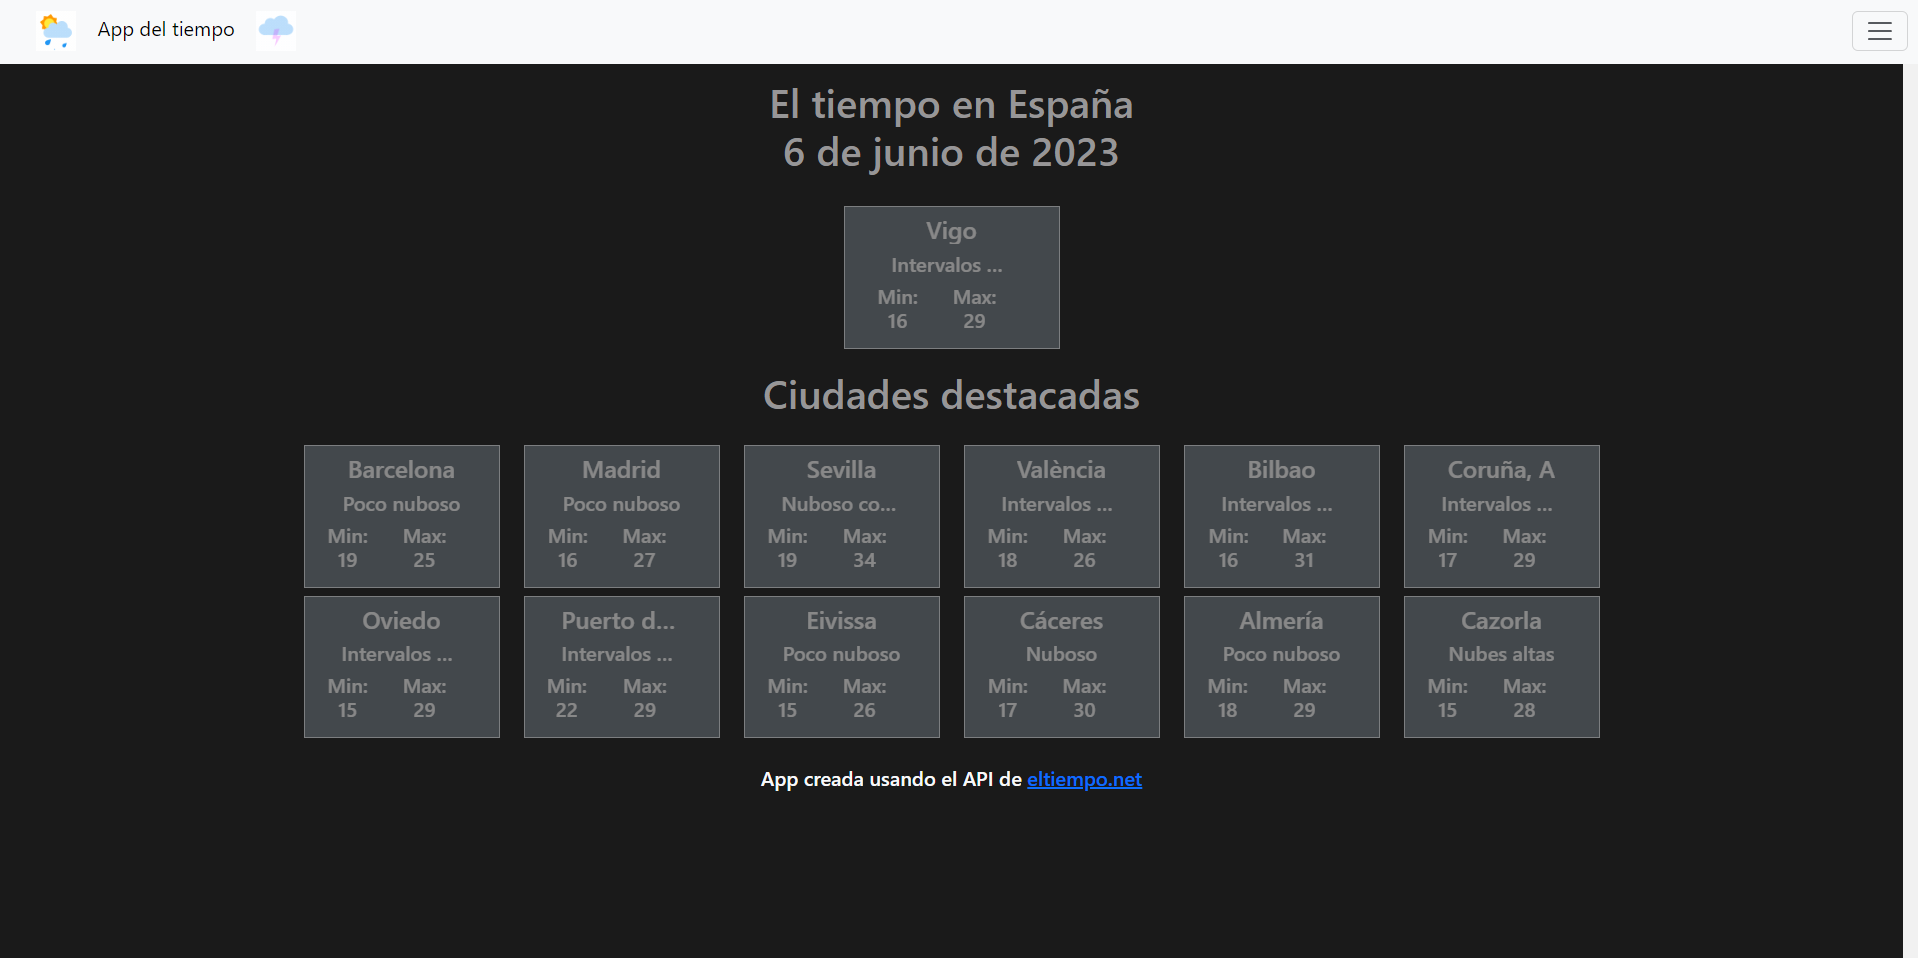 App del tiempo
El tiempo en España
6 de junio de 2023
Vigo
Intervalos ...
Min: Max:
16 29
Ciudades destacadas
Barcelona Madrid Sevilla València Bilbao Coruña, A
Poco nuboso Poco nuboso Nuboso co... Intervalos ... Intervalos ... Intervalos ...
Min: Max: Min: Max: Min: Max: Min: Max: Min: Max: Min: Max:
19 25 16 27 19 34 18 26 16 31 17 29
Oviedo Puerto d... Eivissa Cáceres Almería Cazorla
Intervalos ... Intervalos ... Poco nuboso Nuboso Poco nuboso Nubes altas
Min: Max: Min: Max: Min: Max: Min: Max: Min: Max: Min: Max:
15 29 22 29 15 26 17 30 18 29 15 28
App creada usando el API de eltiempo.net